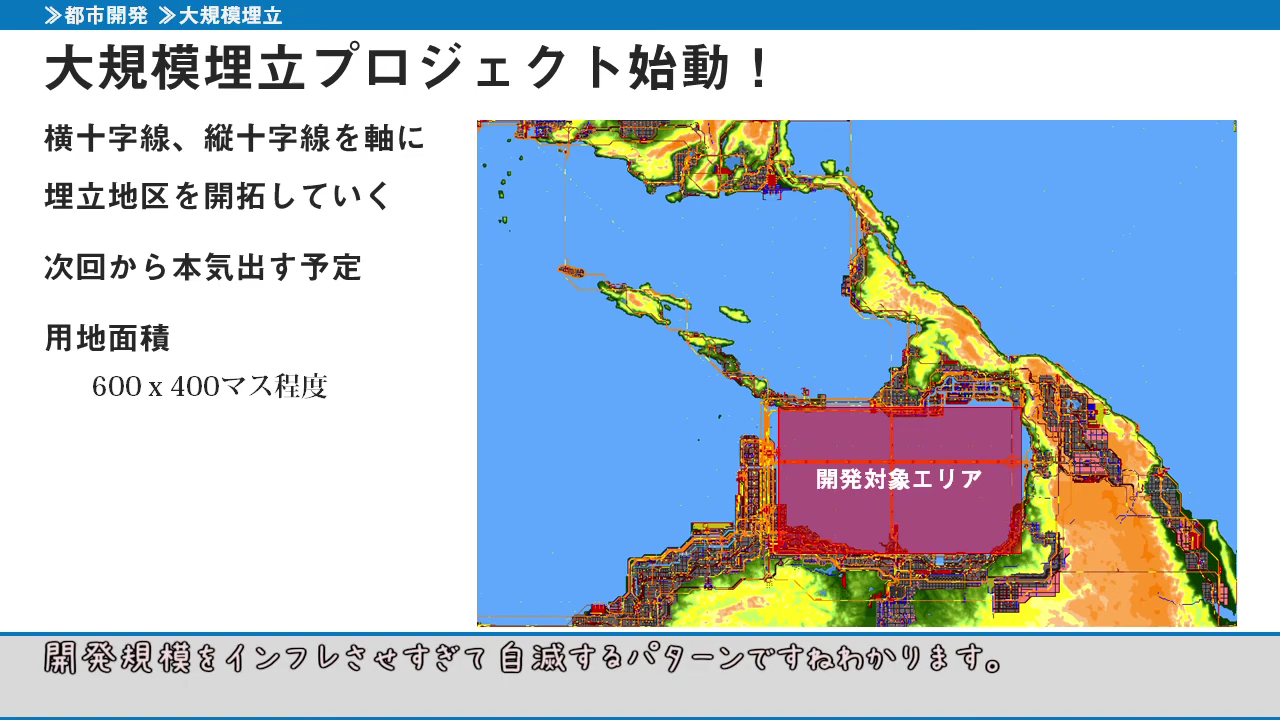 ≫都市開発 ≫大規模埋立
大規模埋立プロジェクト始動！
横十字線、縦十字線を軸に
埋立地区を開拓していく
次回から本気出す予定
用地面積
600 x 400マス程度
開発対象エリア
開発規模をインフレさせすぎて自滅するパターンですねわかります。